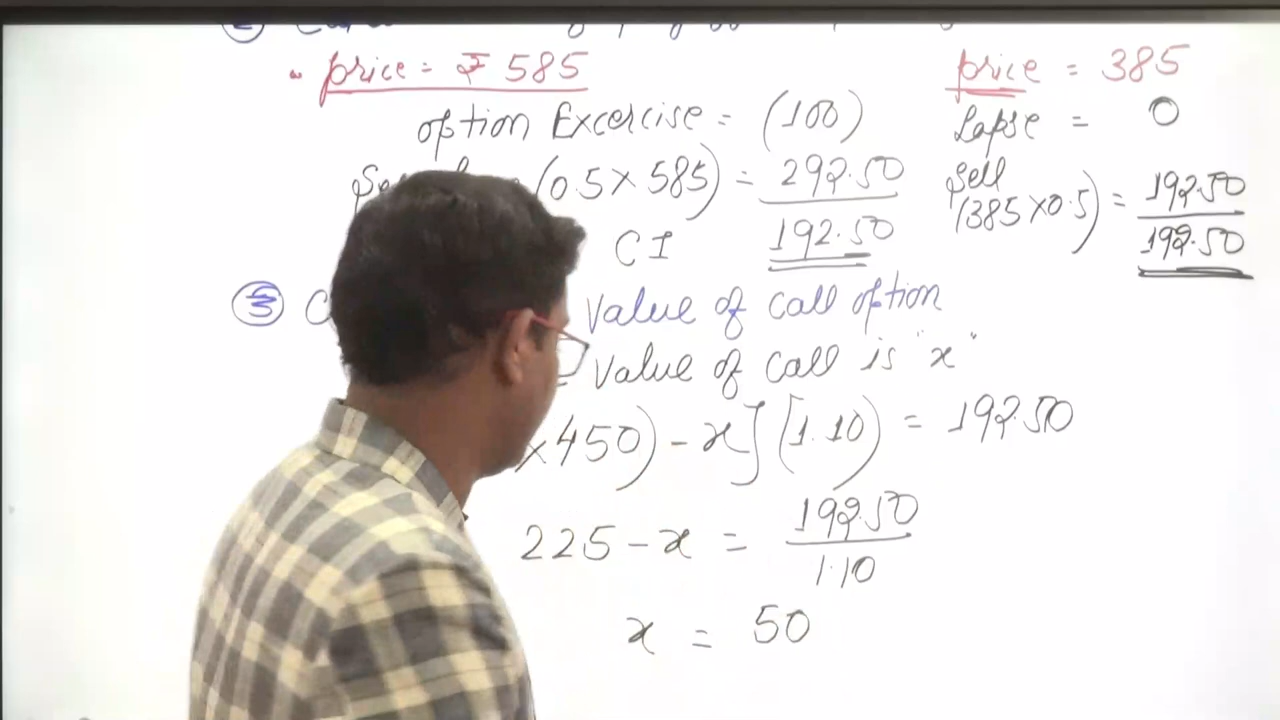 price = ₹ 585
option Excercise = (100)
(0.5 × 585) = 292.50
CI 192.50
price = 385
Lapse = 0
Sell
(385 × 0.5) = 192.50
192.50
③ value of call option
value of call is "x"
× 450) - x] (1.10) = 192.50
225 - x = 192.50
1.10
x = 50